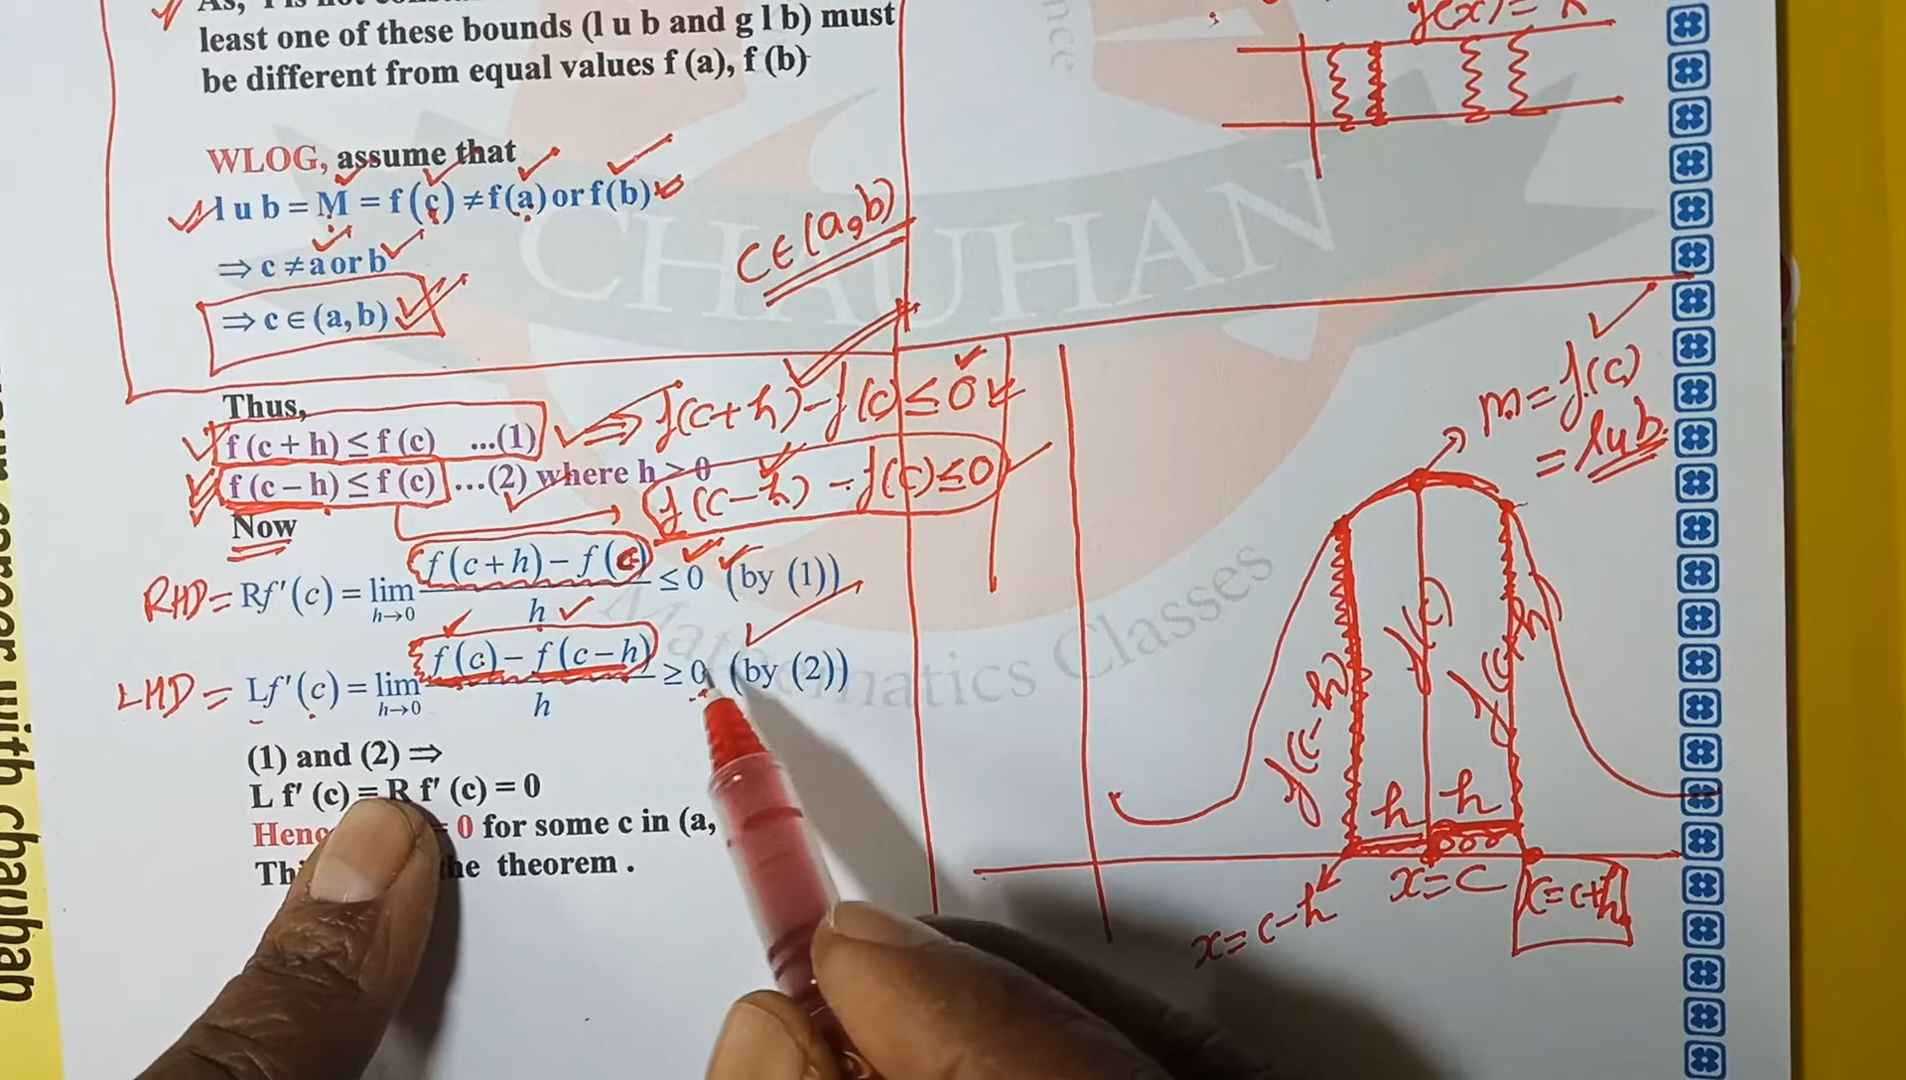 least one of these bounds (l u b and g l b) must
be different from equal values f (a), f (b)
WLOG, assume that
l u b = M = f (c) ≠ f(a) or f(b)
⇒ c ≠ a or b
⇒ c ∈ (a, b)
C∈(a,b)
Thus,
f (c + h) ≤ f (c) ...(1)
⇒ f(c+h) - f(c) ≤ 0
f (c − h) ≤ f (c) ...(2) where h > 0
f(c-h) - f(c) ≤ 0
Now
RHD = Rf'(c) = lim h→0 f(c+h) − f(c) / h ≤ 0 (by (1))
LHD = Lf'(c) = lim h→0 f(c) − f(c−h) / h ≥ 0 (by (2))
(1) and (2) ⇒
L f' (c) = R f' (c) = 0
0 for some c in (a,
the theorem .
M = f(c)
= lub
f(c-h)
f(c)
f(c+h)
h h
x=c-h
x=c
x=c+h
CHAUHAN
Mathematics Classes
with chauhan